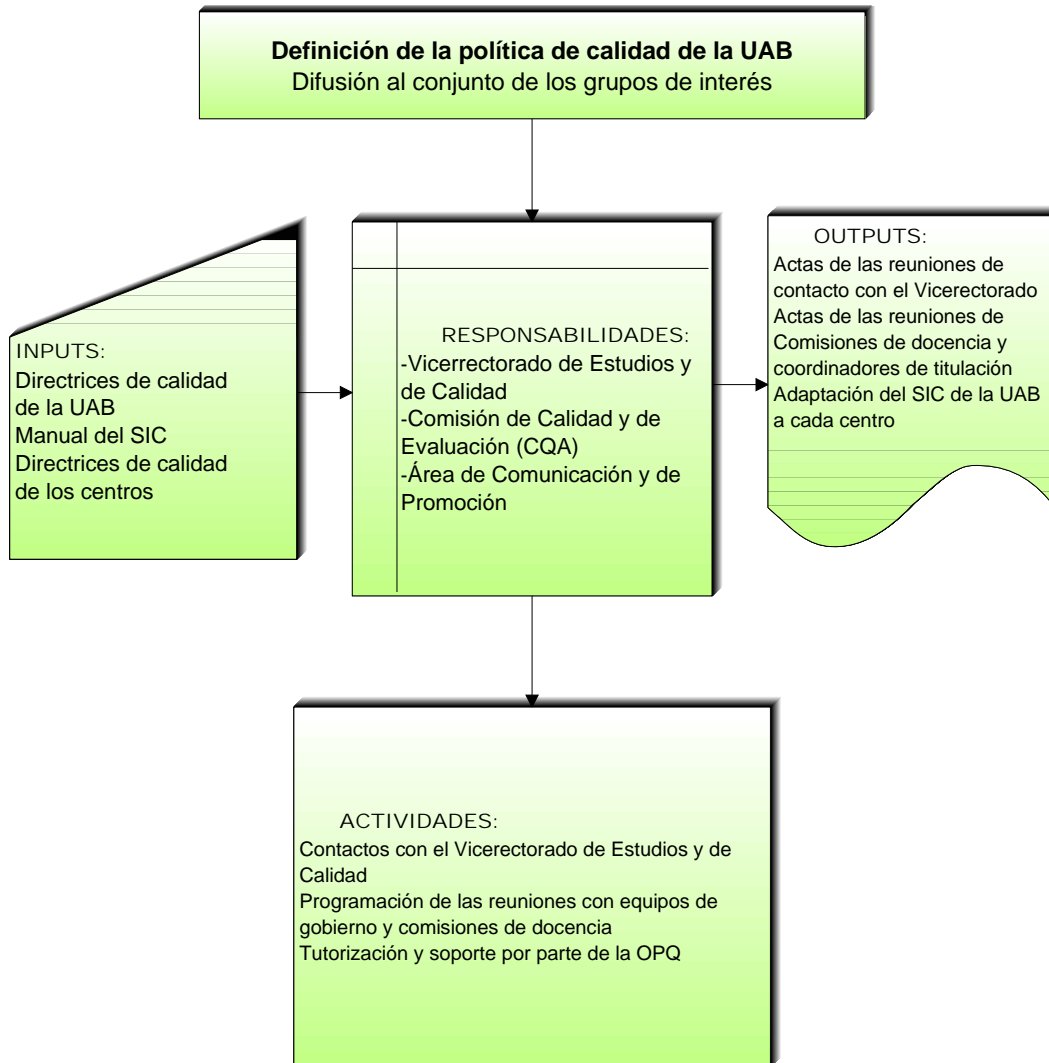 Definición de la política de calidad de la UAB
Difusión al conjunto de los grupos de interés
INPUTS:
Directrices de calidad
de la UAB
Manual del SIC
Directrices de calidad
de los centros
RESPONSABILIDADES:
-Vicerrectorado de Estudios y
de Calidad
-Comisión de Calidad y de
Evaluación (CQA)
-Área de Comunicación y de
Promoción
OUTPUTS:
Actas de las reuniones de
contacto con el Vicerectorado
Actas de las reuniones de
Comisiones de docencia y
coordinadores de titulación
Adaptación del SIC de la UAB
a cada centro
ACTIVIDADES:
Contactos con el Vicerectorado de Estudios y de
Calidad
Programación de las reuniones con equipos de
gobierno y comisiones de docencia
Tutorización y soporte por parte de la OPQ